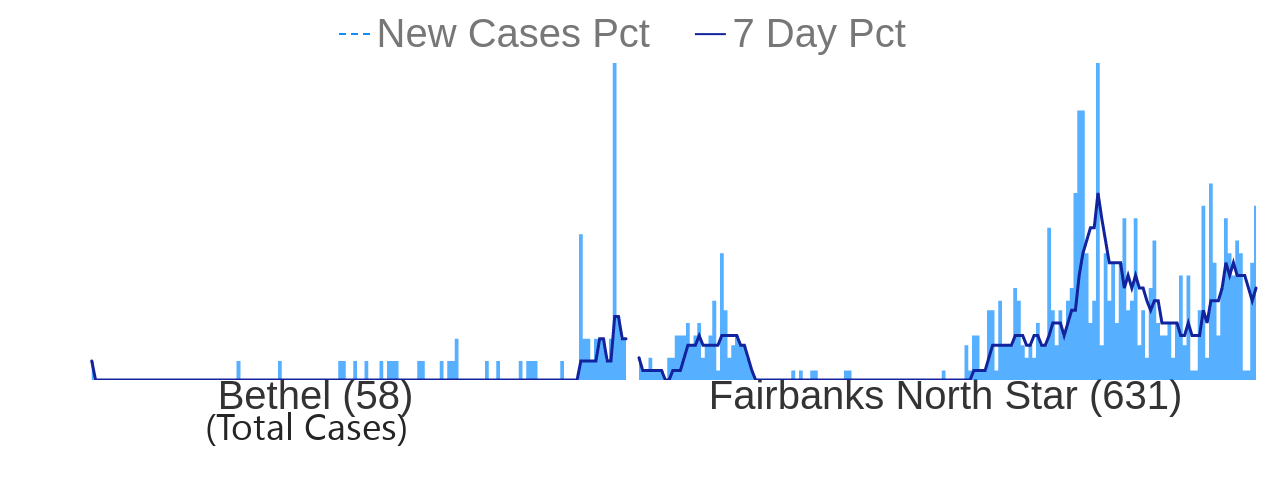 New Cases Pct 7 Day Pct
Bethel (58) Fairbanks North Star (631)
(Total Cases)